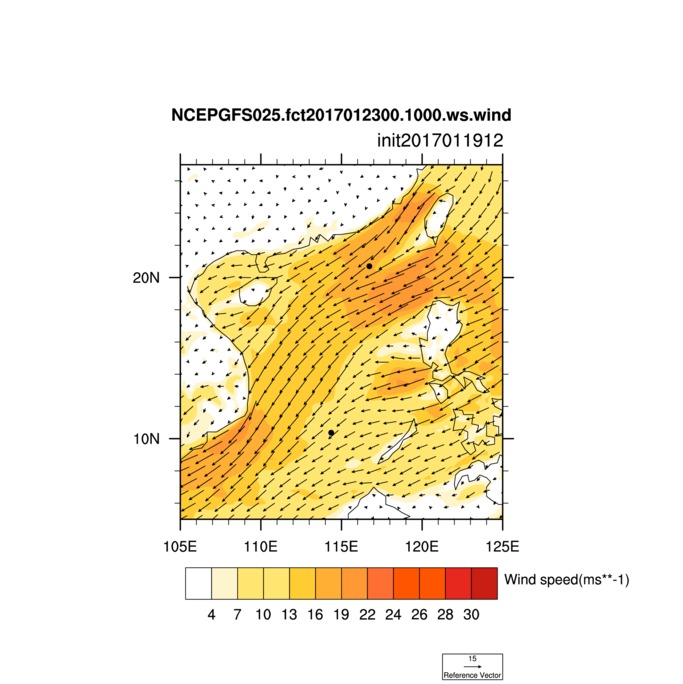 NCEPGFS025.fct2017012300.1000.ws.wind
init2017011912
20N
10N
105E 110E 115E 120E 125E
Wind speed(ms**-1)
4 7 10 13 16 19 22 24 26 28 30
15
Reference Vector